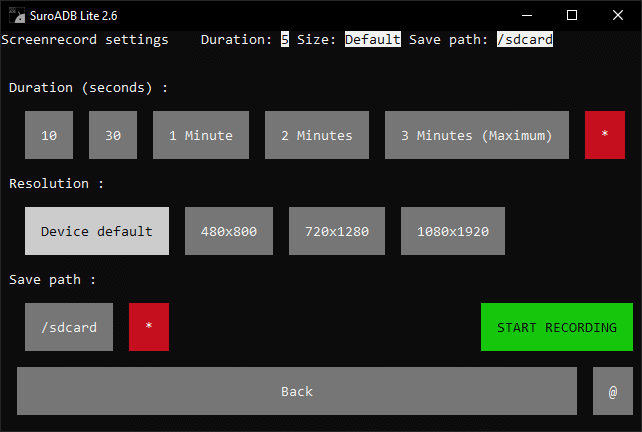 SuroADB Lite 2.6
Screenrecord settings    Duration: 5 Size: Default Save path: /sdcard
Duration (seconds) :
10 30 1 Minute 2 Minutes 3 Minutes (Maximum) *
Resolution :
Device default 480x800 720x1280 1080x1920
Save path :
/sdcard * START RECORDING
Back @